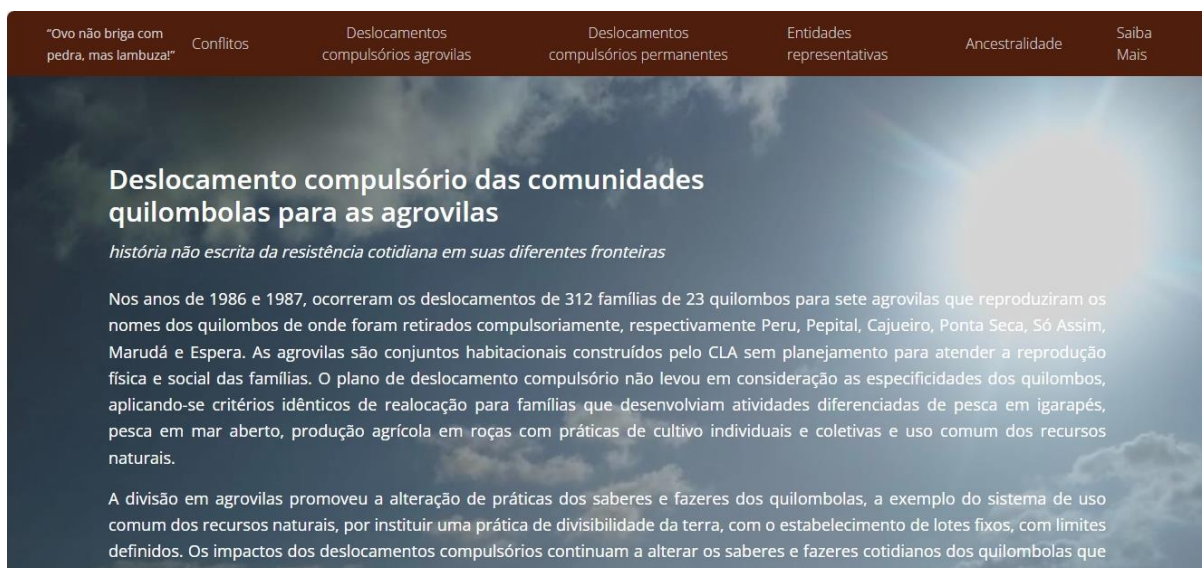 “Ovo não briga com
pedra, mas lambuza!”
Conflitos
Deslocamentos
compulsórios agrovilas
Deslocamentos
compulsórios permanentes
Entidades
representativas
Ancestralidade
Saiba
Mais
Deslocamento compulsório das comunidades
quilombolas para as agrovilas
história não escrita da resistência cotidiana em suas diferentes fronteiras
Nos anos de 1986 e 1987, ocorreram os deslocamentos de 312 famílias de 23 quilombos para sete agrovilas que reproduziram os
nomes dos quilombos de onde foram retirados compulsoriamente, respectivamente Peru, Pepital, Cajueiro, Ponta Seca, Só Assim,
Marudá e Espera. As agrovilas são conjuntos habitacionais construídos pelo CLA sem planejamento para atender a reprodução
física e social das famílias. O plano de deslocamento compulsório não levou em consideração as especificidades dos quilombos,
aplicando-se critérios idênticos de realocação para famílias que desenvolviam atividades diferenciadas de pesca em igarapés,
pesca em mar aberto, produção agrícola em roças com práticas de cultivo individuais e coletivas e uso comum dos recursos
naturais.
A divisão em agrovilas promoveu a alteração de práticas dos saberes e fazeres dos quilombolas, a exemplo do sistema de uso
comum dos recursos naturais, por instituir uma prática de divisibilidade da terra, com o estabelecimento de lotes fixos, com limites
definidos. Os impactos dos deslocamentos compulsórios continuam a alterar os saberes e fazeres cotidianos dos quilombolas que